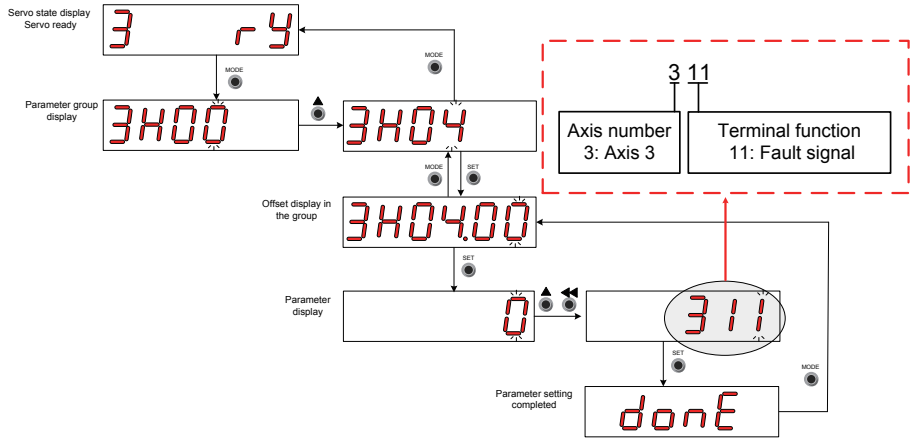 Servo state display
Servo ready
3 rY
MODE
MODE
Parameter group
display
3H00
3H04
MODE
SET
Offset display in
the group
3H04.00
SET
Parameter
display
0
311
SET
MODE
Parameter setting
completed
donE
3 11
Axis number
3: Axis 3
Terminal function
11: Fault signal